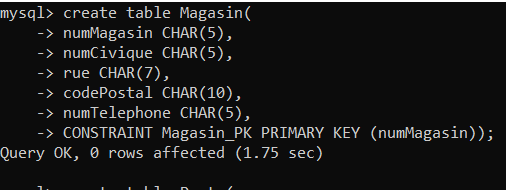 mysql> create table Magasin(
    -> numMagasin CHAR(5),
    -> numCivique CHAR(5),
    -> rue CHAR(7),
    -> codePostal CHAR(10),
    -> numTelephone CHAR(5),
    -> CONSTRAINT Magasin_PK PRIMARY KEY (numMagasin));
Query OK, 0 rows affected (1.75 sec)